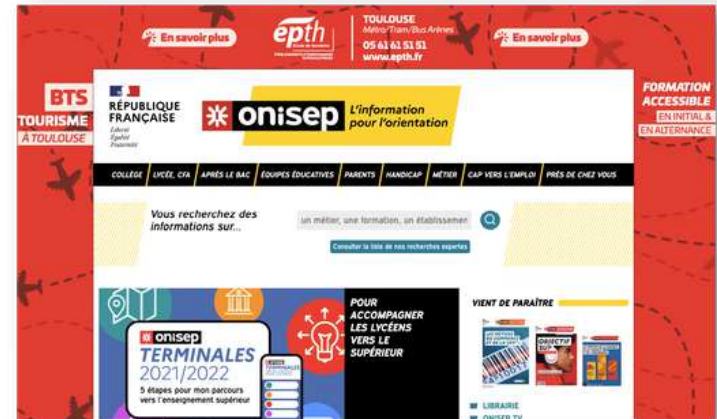 En savoir plus
epth
TOULOUSE
Métro/Tram/Bus Arènes
05 61 61 51 51
www.epth.fr
En savoir plus
BTS
TOURISME
À TOULOUSE
FORMATION
ACCESSIBLE
EN INITIAL &
EN ALTERNANCE
RÉPUBLIQUE
FRANÇAISE
Liberté
Égalité
Fraternité
onisep
L'information
pour l'orientation
COLLÈGE LYCÉE, CFA APRÈS LE BAC ÉQUIPES ÉDUCATIVES PARENTS HANDICAP MÉTIER CAP VERS L'EMPLOI PRÈS DE CHEZ VOUS
Vous recherchez des
informations sur...
un métier, une formation, un établissemen
Consulter la liste de nos recherches expertes
onisep
TERMINALES
2021/2022
5 étapes pour mon parcours
vers l'enseignement supérieur
POUR
ACCOMPAGNER
LES LYCÉENS
VERS LE
SUPÉRIEUR
VIENT DE PARAÎTRE
OBJECTIF
SUP
LIBRAIRIE
ONISEP TV